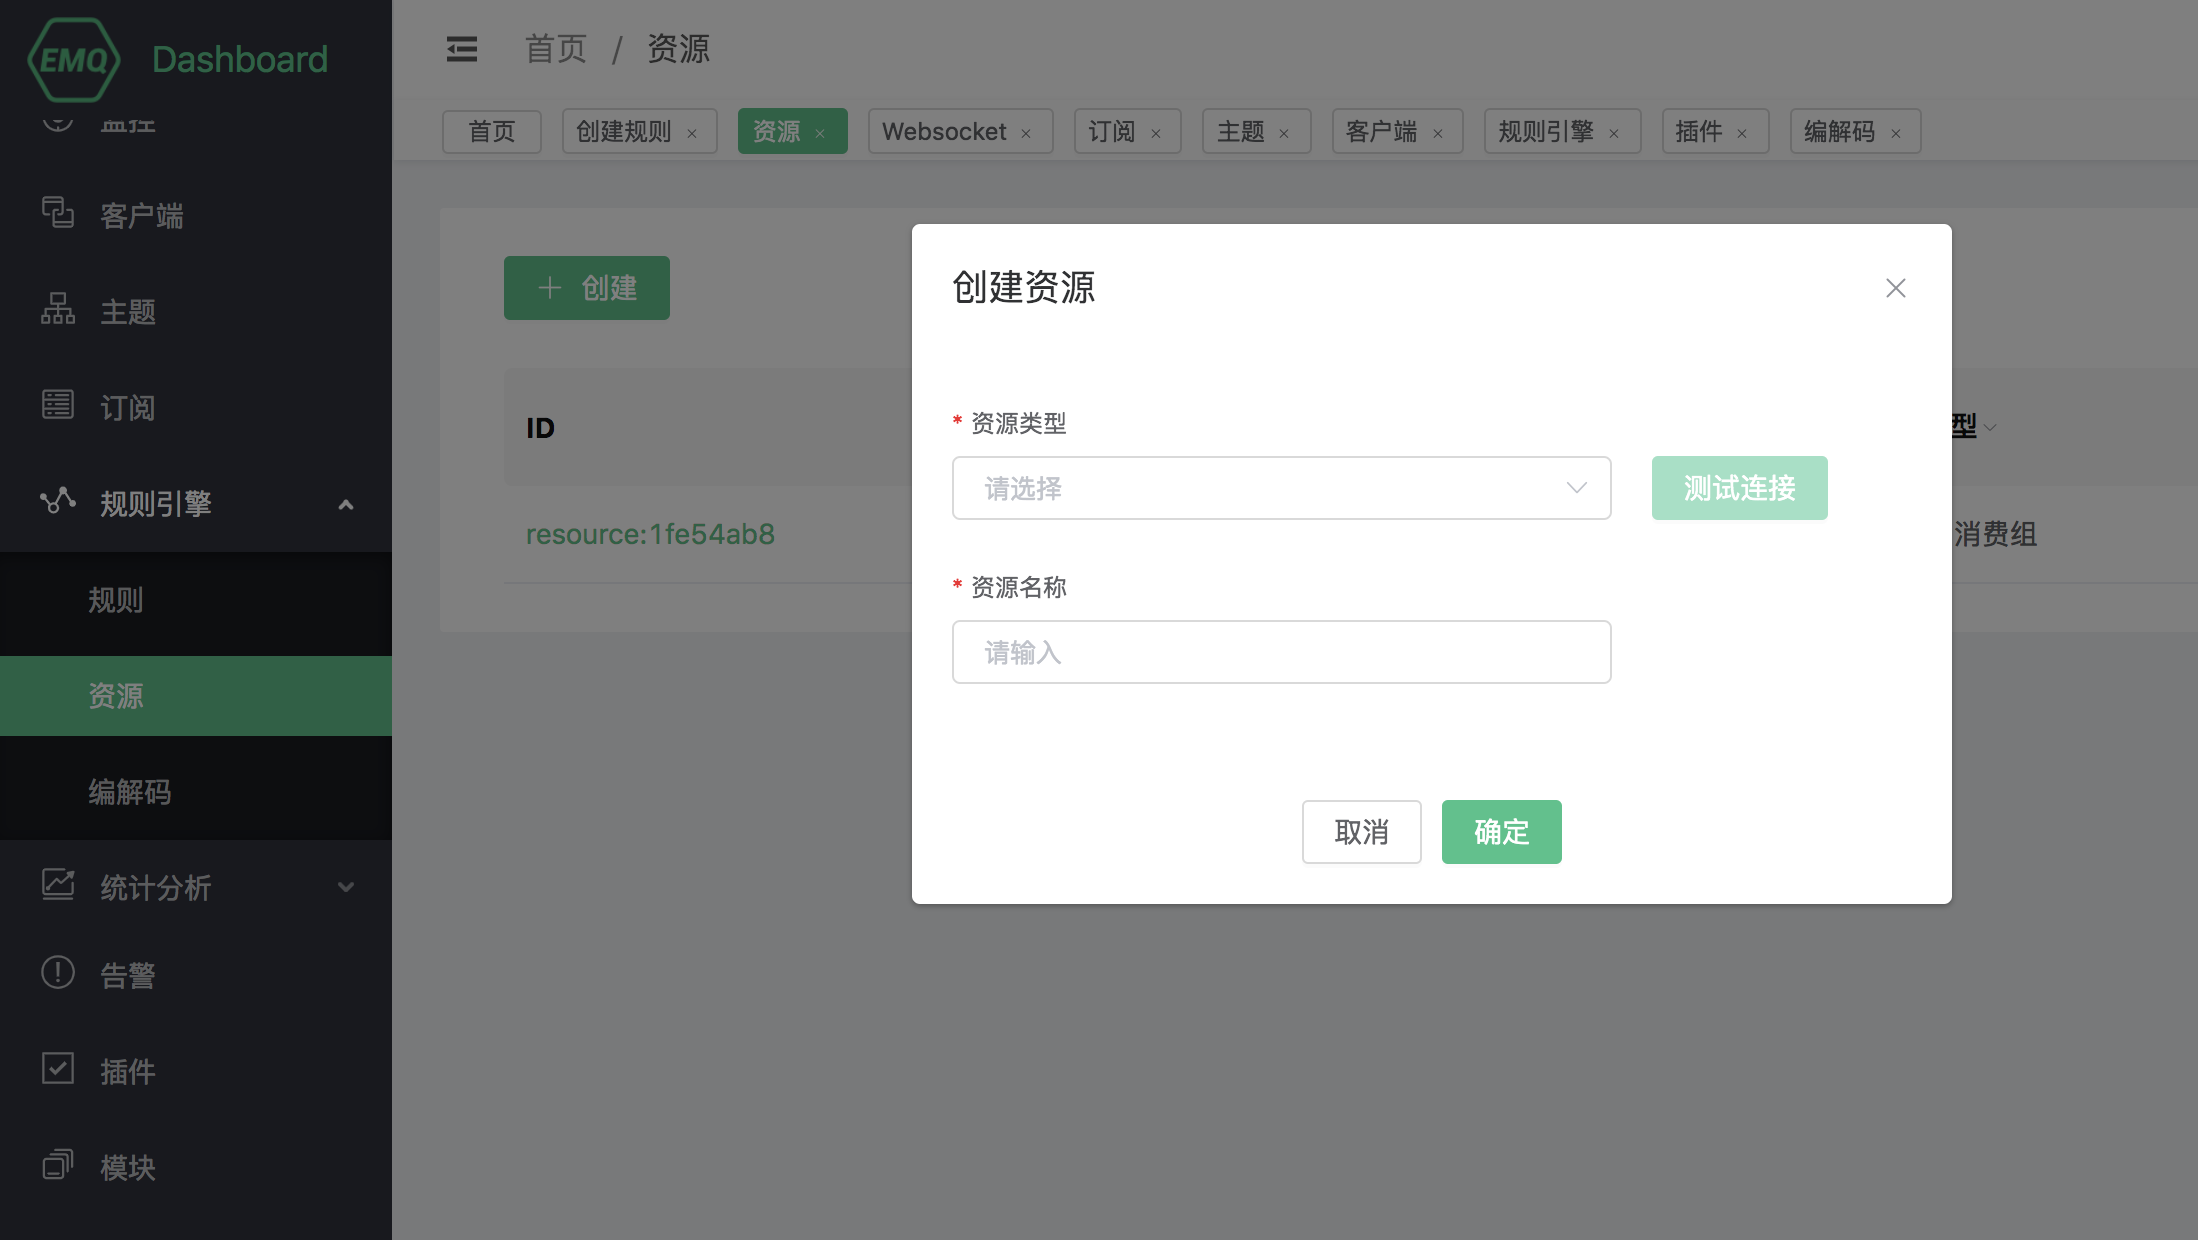 EMQ Dashboard
监控
客户端
主题
订阅
规则引擎
规则
资源
编解码
统计分析
告警
插件
模块
首页 / 资源
首页
创建规则 ×
资源 ×
Websocket ×
订阅 ×
主题 ×
客户端 ×
规则引擎 ×
插件 ×
编解码 ×
+ 创建
ID
型
resource:1fe54ab8
消费组
创建资源
* 资源类型
请选择
测试连接
* 资源名称
请输入
取消
确定